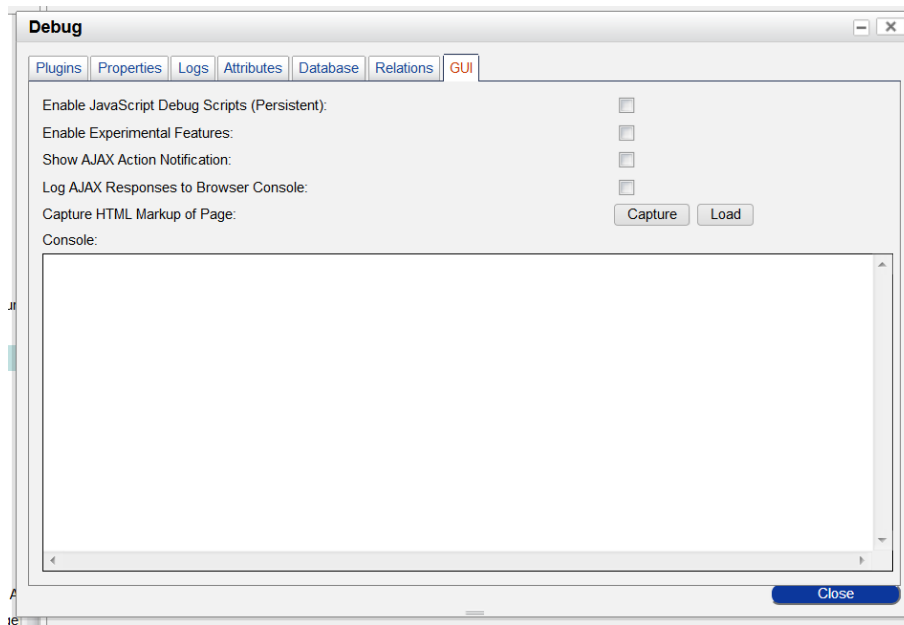 Debug
Plugins Properties Logs Attributes Database Relations GUI
Enable JavaScript Debug Scripts (Persistent):
Enable Experimental Features:
Show AJAX Action Notification:
Log AJAX Responses to Browser Console:
Capture HTML Markup of Page: Capture Load
Console:
Close